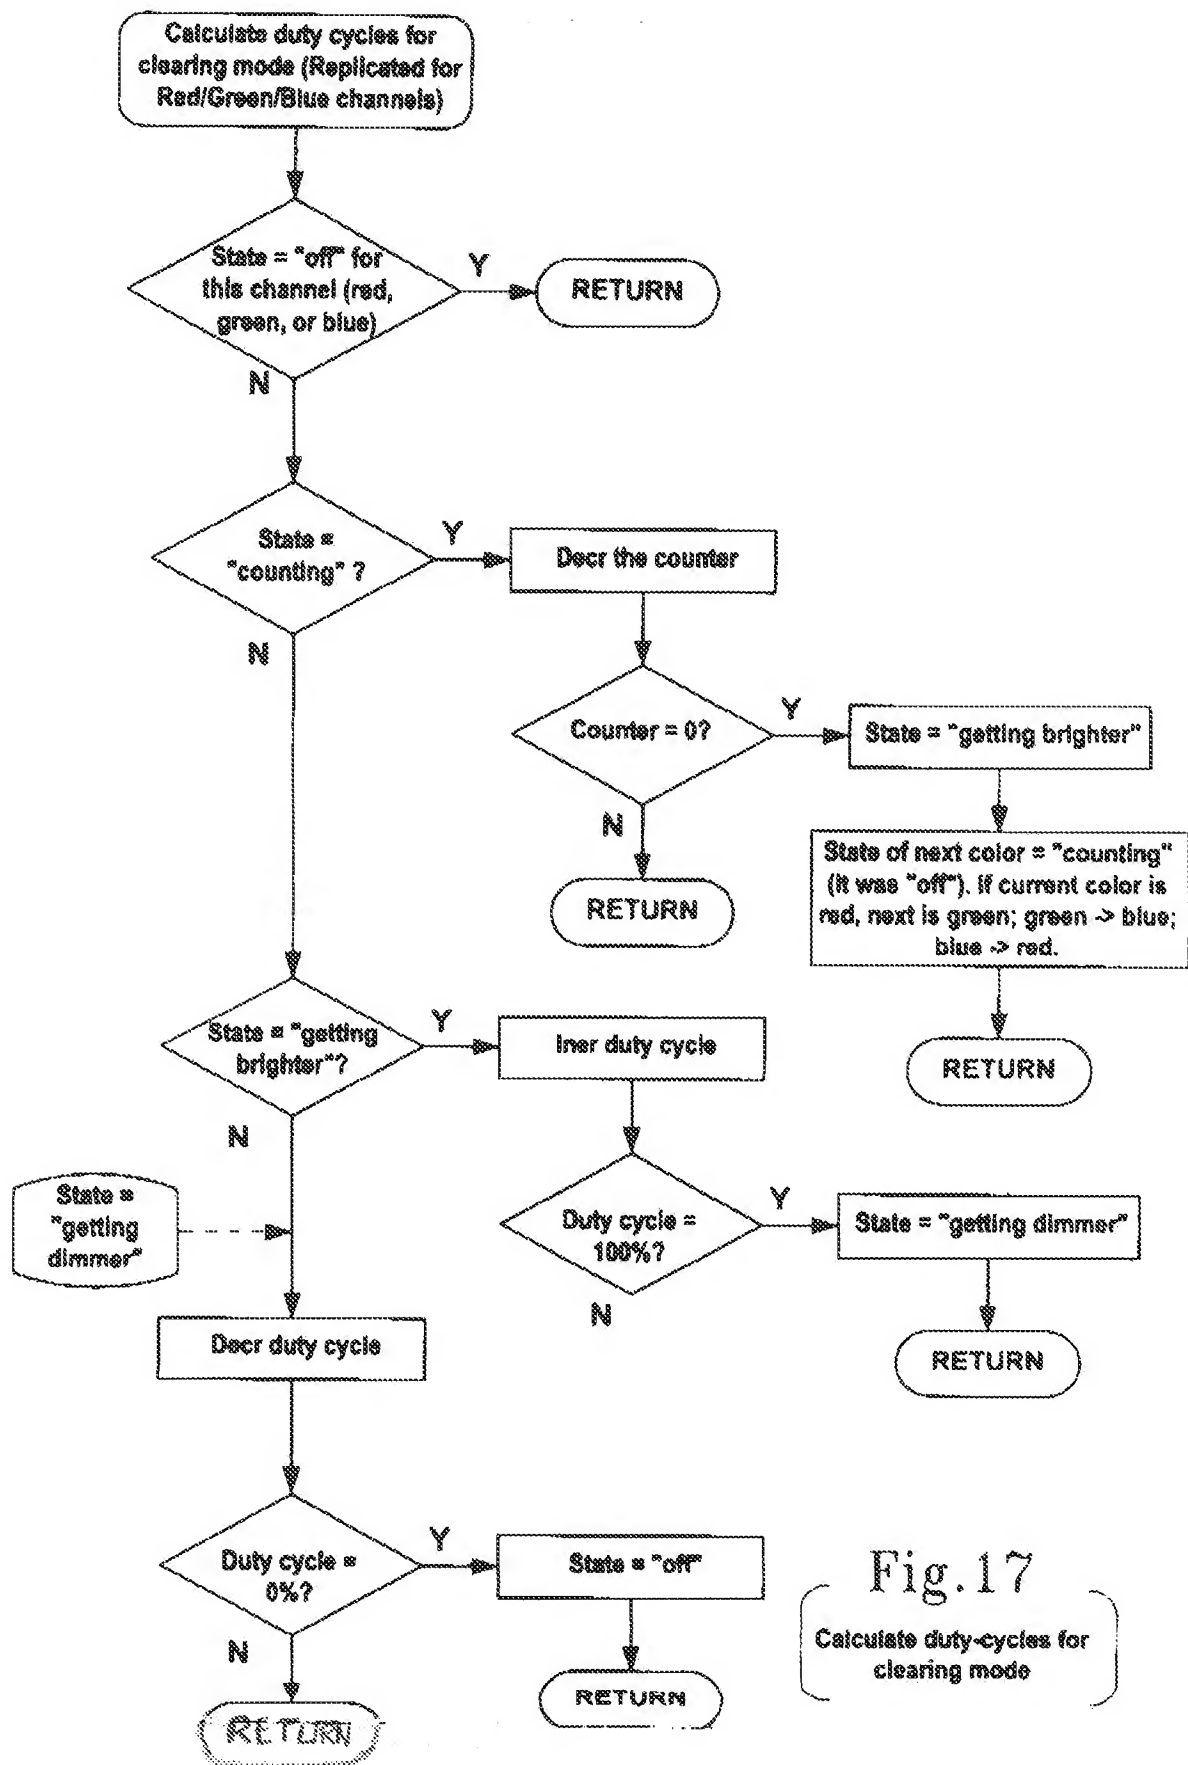 Calculate duty cycles for
clearing mode (Replicated for
Red/Green/Blue channels)
State = "off" for
this channel (red,
green, or blue)
Y
RETURN
N
State =
"counting" ?
Y
Decr the counter
N
Counter = 0?
Y
State = "getting brighter"
N
RETURN
State of next color = "counting"
(it was "off"). If current color is
red, next is green; green -> blue;
blue -> red.
RETURN
State = "getting
brighter"?
Y
Incr duty cycle
N
State =
"getting
dimmer"
Duty cycle =
100%?
Y
State = "getting dimmer"
N
RETURN
Decr duty cycle
Duty cycle =
0%?
Y
State = "off"
N
RETURN
RETURN
Fig.17
Calculate duty-cycles for
clearing mode